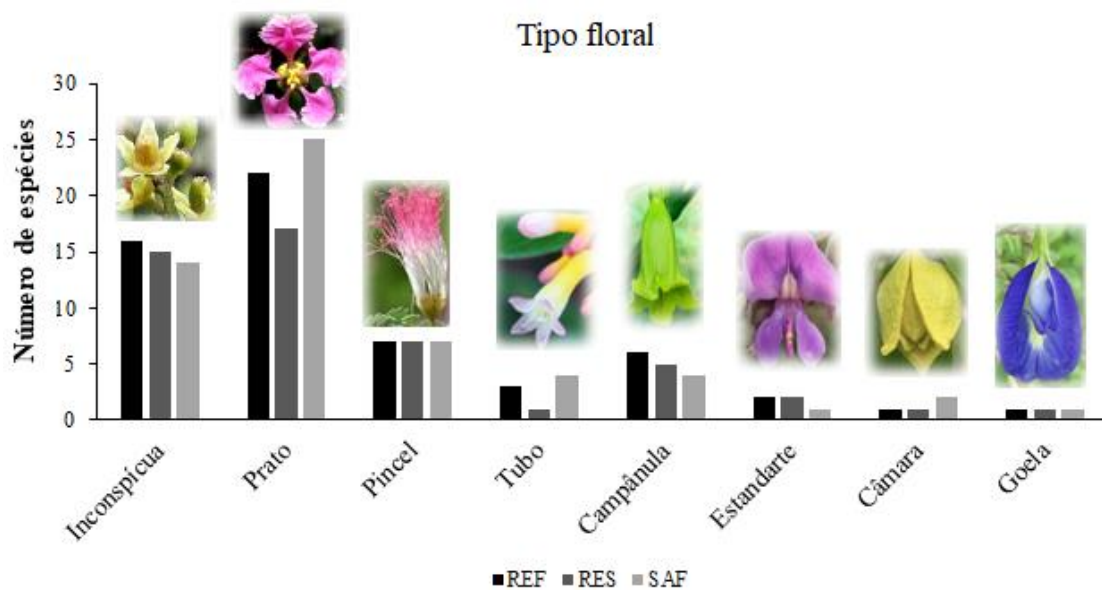 Tipo floral
Número de espécies
30
25
20
15
10
5
0
Inconspícua
Prato
Pincel
Tubo
Campânula
Estandarte
Câmara
Goela
REF RES SAF